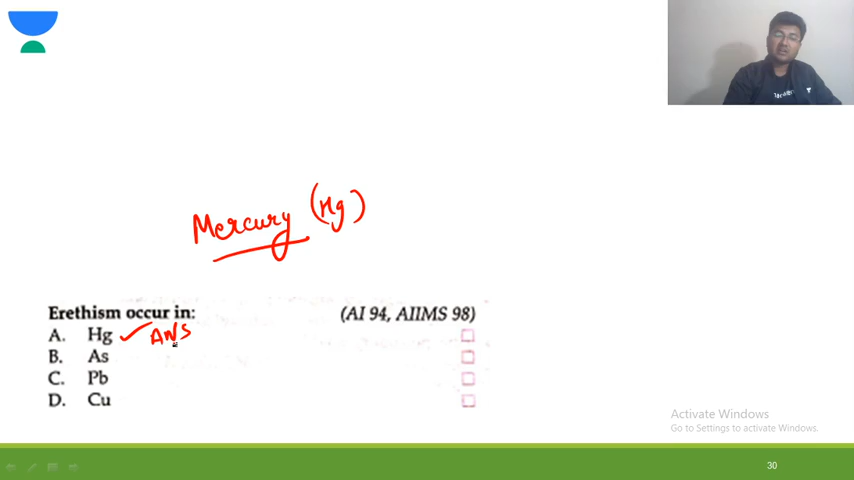 Mercury (Hg)
Erethism occur in: (AI 94, AIIMS 98)
A. Hg ✓ ANS
B. As
C. Pb
D. Cu
Activate Windows
Go to Settings to activate Windows.
30